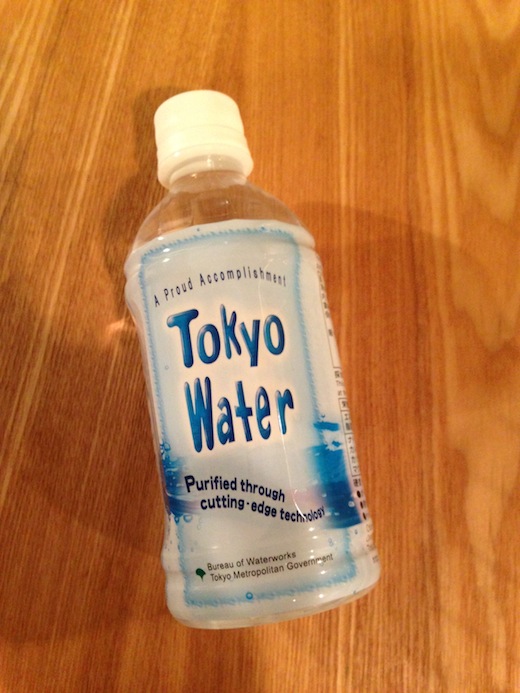 A Proud Accomplishment
Tokyo
Water
Purified through
cutting-edge technology
Bureau of Waterworks
Tokyo Metropolitan Government